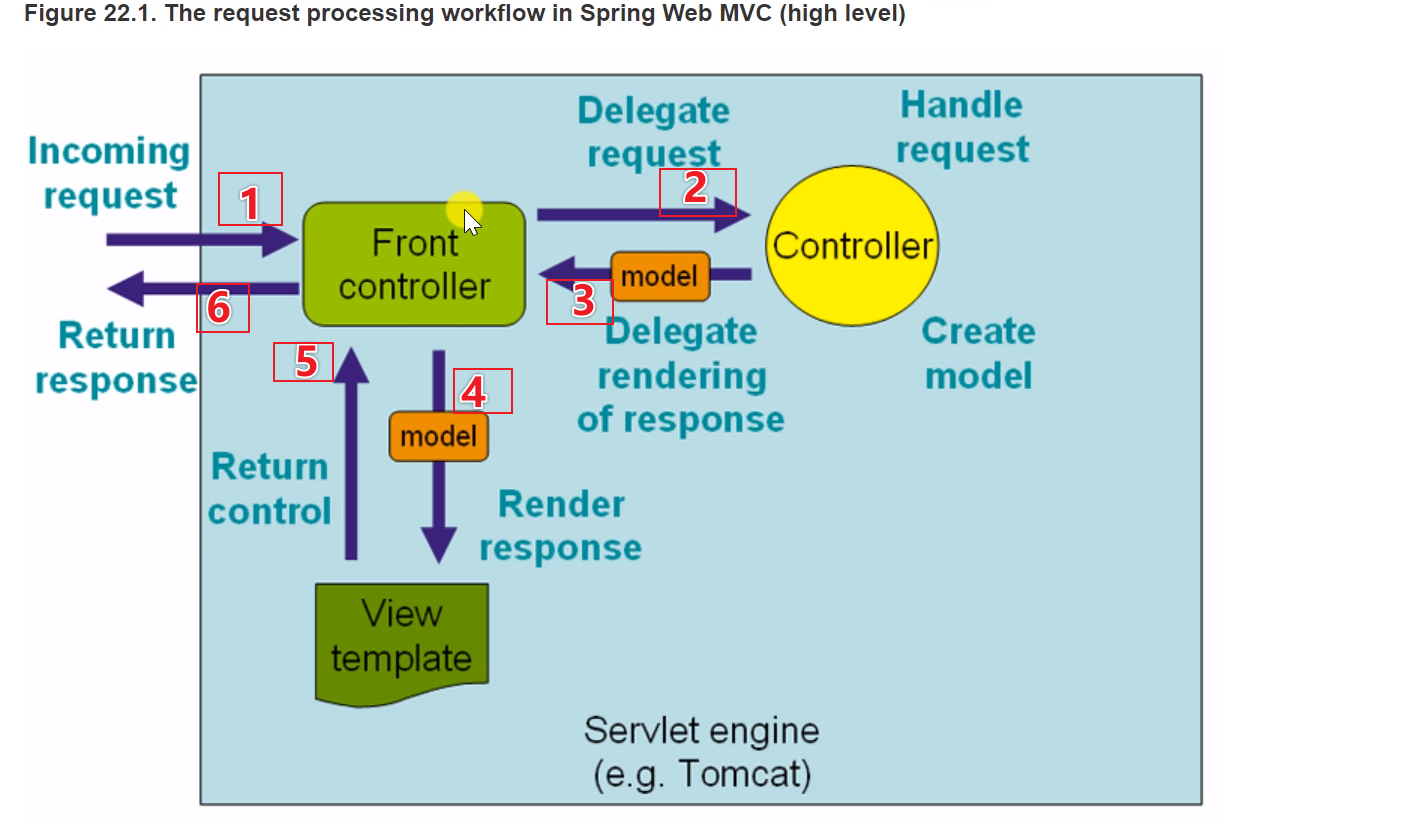 Figure 22.1. The request processing workflow in Spring Web MVC (high level)
Incoming
request
1
Front
controller
Delegate
request
2
Handle
request
Controller
Create
model
model
3
Delegate
rendering
of response
4
model
Render
response
View
template
5
Return
control
6
Return
response
Servlet engine
(e.g. Tomcat)